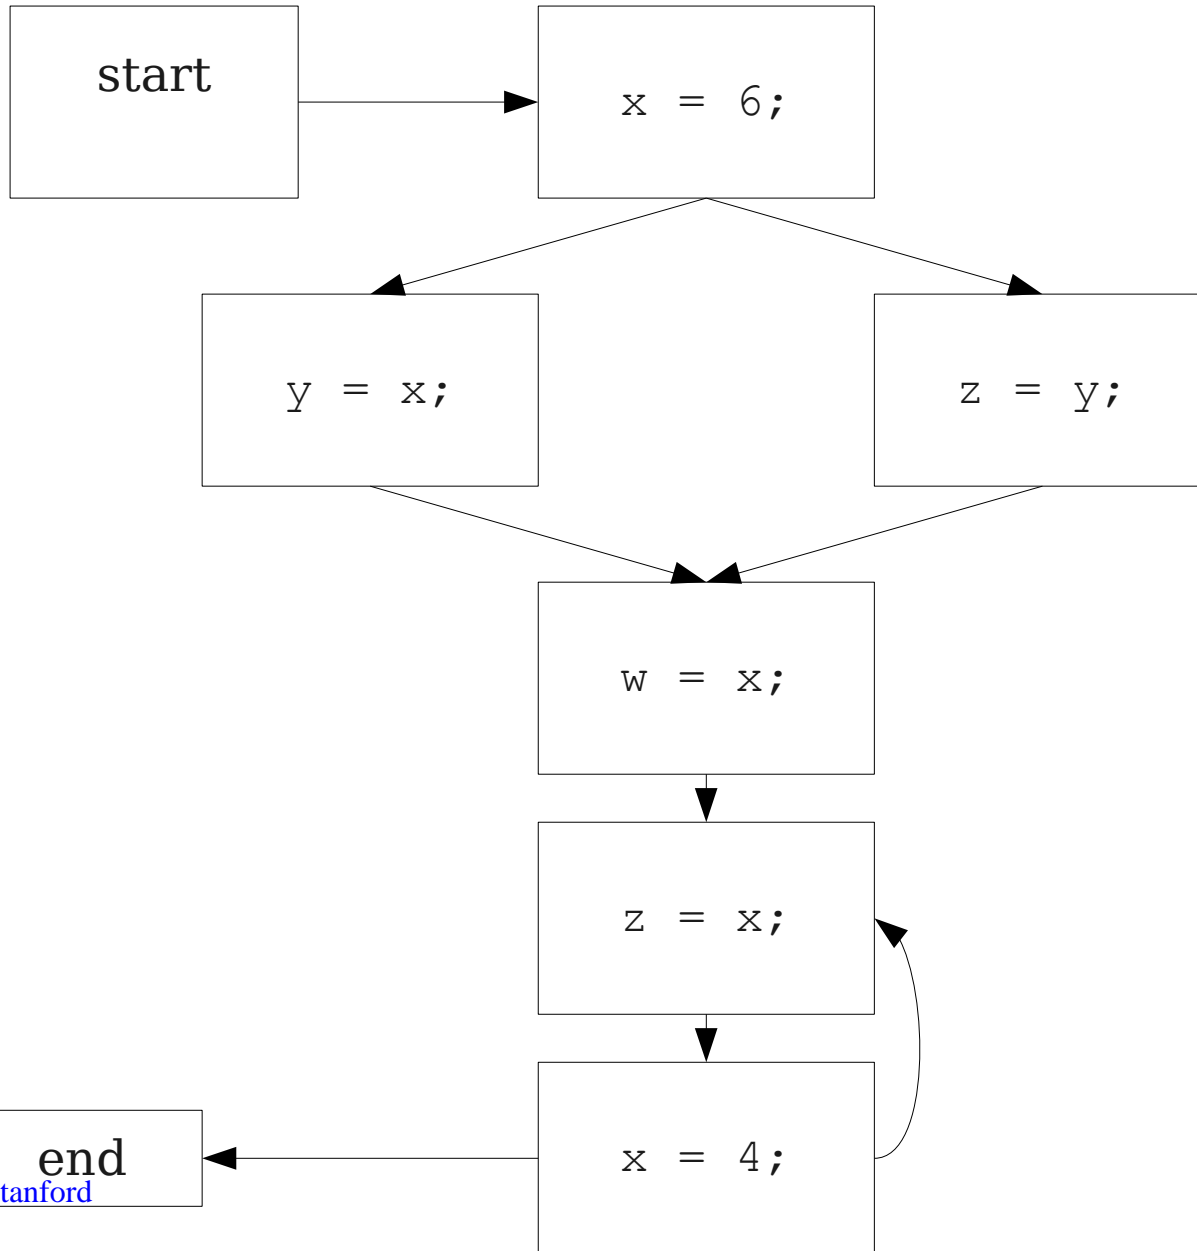 start
x = 6;
y = x;
z = y;
w = x;
z = x;
x = 4;
end
tanford